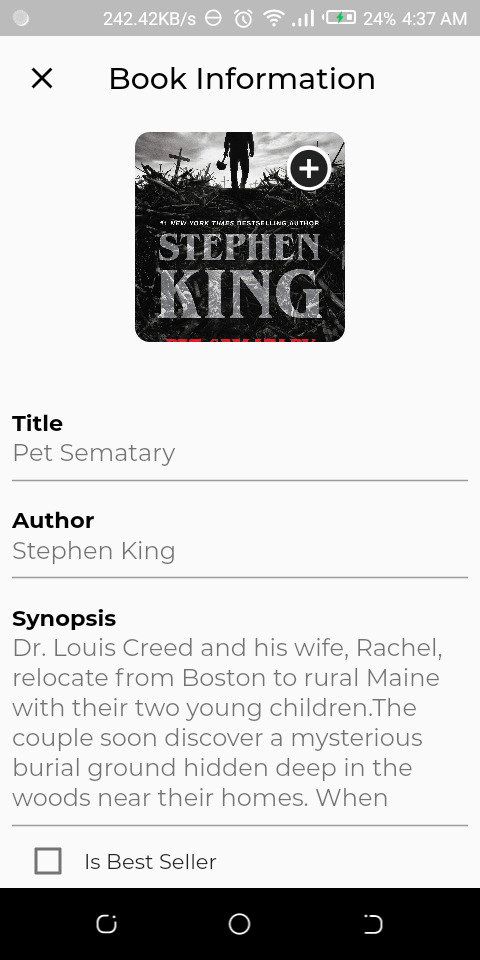 242.42KB/s 24% 4:37 AM
Book Information
#1 NEW YORK TIMES BESTSELLING AUTHOR
STEPHEN
KING
PET SEMATARY
Title
Pet Sematary
Author
Stephen King
Synopsis
Dr. Louis Creed and his wife, Rachel,
relocate from Boston to rural Maine
with their two young children.The
couple soon discover a mysterious
burial ground hidden deep in the
woods near their homes. When
Is Best Seller